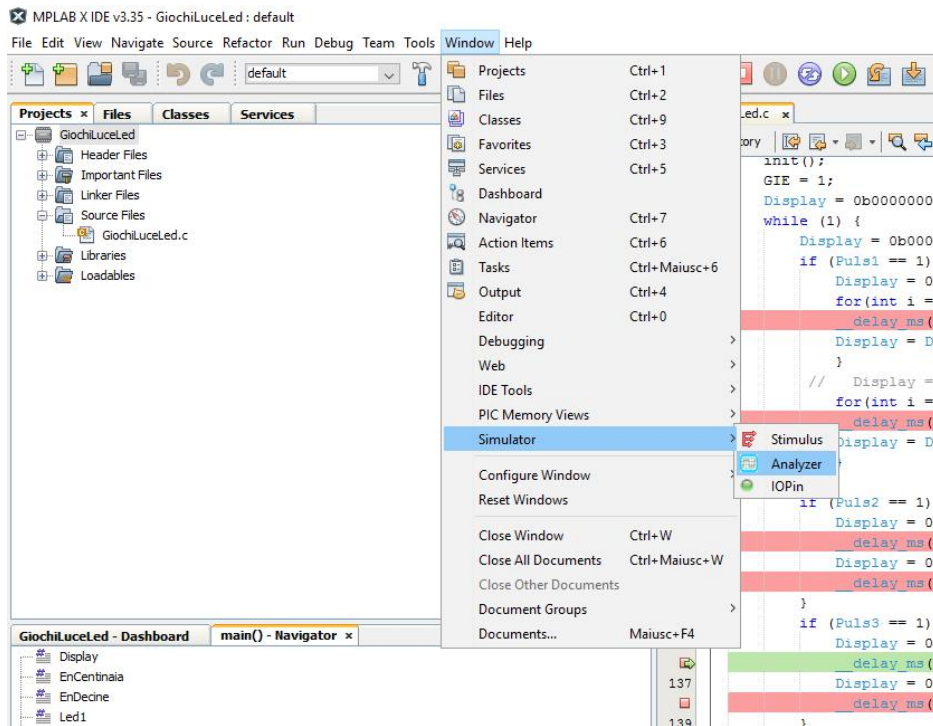 MPLAB X IDE v3.35 - GiochiLuceLed : default
File Edit View Navigate Source Refactor Run Debug Team Tools Window Help
default
Projects Files Classes Services
GiochiLuceLed
Header Files
Important Files
Linker Files
Source Files
GiochiLuceLed.c
Libraries
Loadables
Projects Ctrl+1
Files Ctrl+2
Classes Ctrl+9
Favorites Ctrl+3
Services Ctrl+5
Dashboard
Navigator Ctrl+7
Action Items Ctrl+6
Tasks Ctrl+Maiusc+6
Output Ctrl+4
Editor Ctrl+0
Debugging
Web
IDE Tools
PIC Memory Views
Simulator
Configure Window
Reset Windows
Close Window Ctrl+W
Close All Documents Ctrl+Maiusc+W
Close Other Documents
Document Groups
Documents... Maiusc+F4
Stimulus
Analyzer
IOPin
Led.c
ory
init();
GIE = 1;
Display = 0b0000000
while (1) {
Display = 0b000
if (Puls1 == 1)
Display = 0
for(int i =
__delay_ms(
Display = D
}
// Display =
for(int i =
__delay_ms(
Display = D
if (Puls2 == 1)
Display = 0
__delay_ms(
Display = 0
__delay_ms(
}
if (Puls3 == 1)
Display = 0
__delay_ms(
137 Display = 0
__delay_ms(
139 }
GiochiLuceLed - Dashboard main() - Navigator
Display
EnCentinaia
EnDecine
Led1